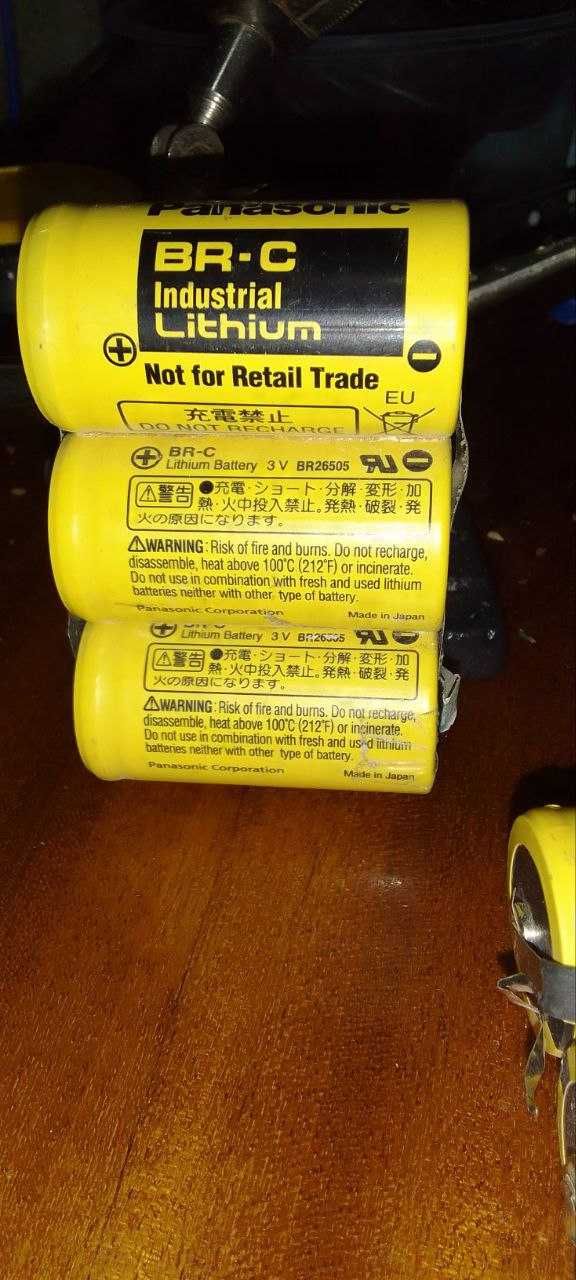 Panasonic
BR-C
Industrial
Lithium
Not for Retail Trade
EU
充電禁止
DO NOT RECHARGE
BR-C
Lithium Battery 3 V BR26505
警告 ●充電・ショート・分解・変形・加
熱・火中投入禁止。発熱・破裂・発
火の原因になります。
WARNING: Risk of fire and burns. Do not recharge,
disassemble, heat above 100°C (212°F) or incinerate.
Do not use in combination with fresh and used lithium
batteries neither with other type of battery.
Panasonic Corporation Made in Japan
BR-C
Lithium Battery 3 V BR26505
警告 ●充電・ショート・分解・変形・加
熱・火中投入禁止。発熱・破裂・発
火の原因になります。
WARNING: Risk of fire and burns. Do not recharge,
disassemble, heat above 100°C (212°F) or incinerate.
Do not use in combination with fresh and used lithium
batteries neither with other type of battery.
Panasonic Corporation Made in Japan